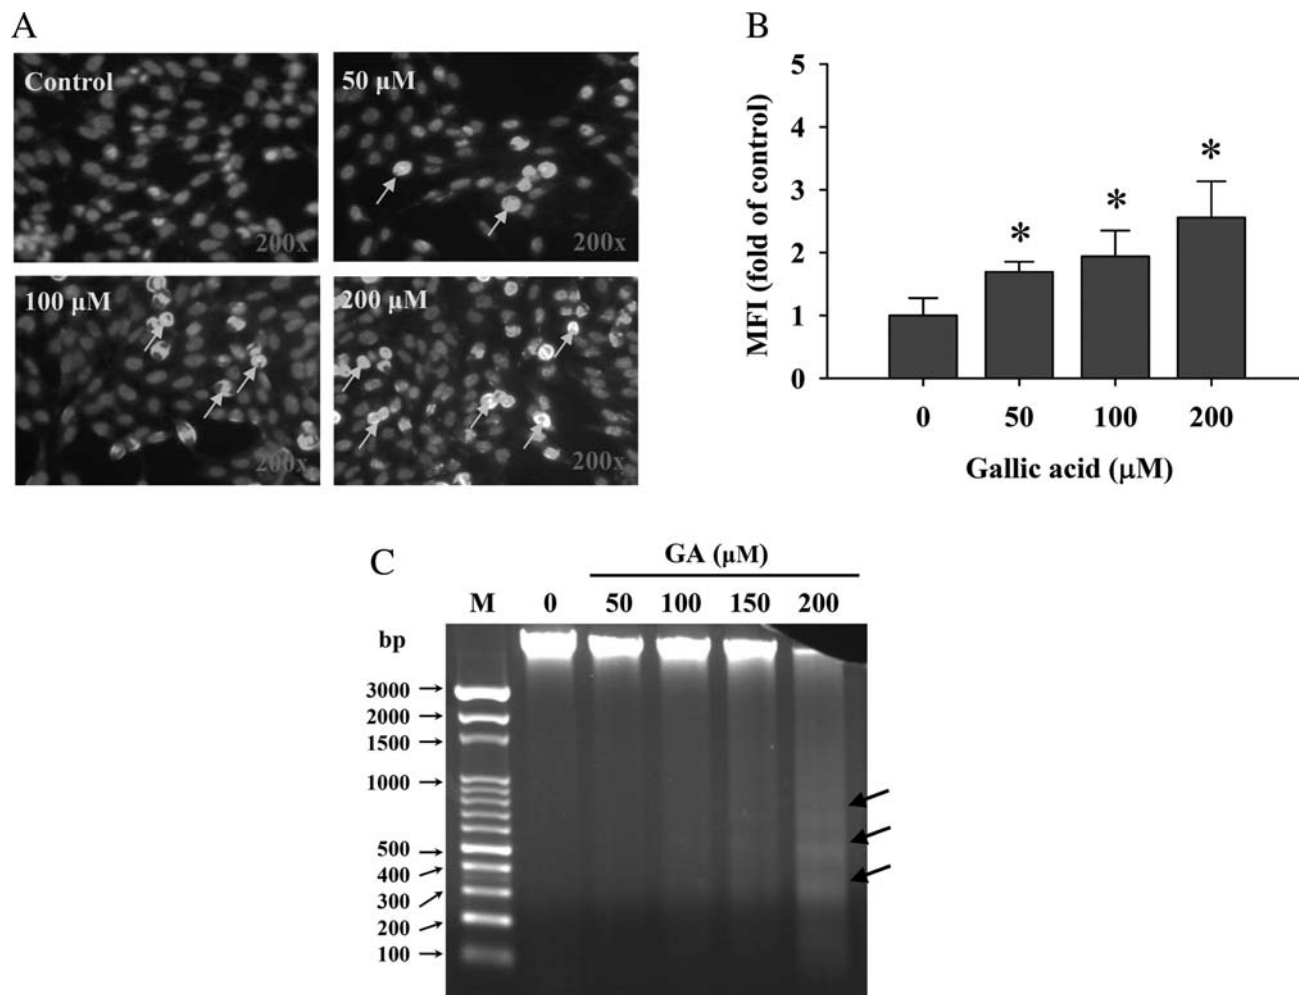 A
Control
200x
50 µM
200x
100 µM
200x
200 µM
200x
B
MFI (fold of control)
5
4
3
2
1
0
*
*
*
0 50 100 200
Gallic acid (µM)
C
GA (µM)
M 0 50 100 150 200
bp
3000
2000
1500
1000
500
400
300
200
100